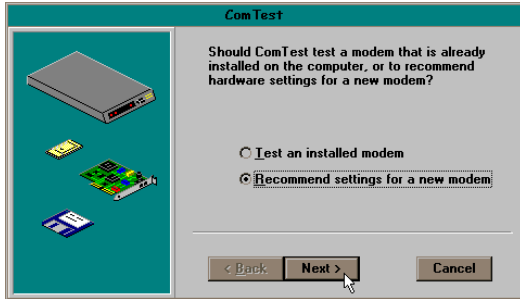 ComTest
Should ComTest test a modem that is already
installed on the computer, or to recommend
hardware settings for a new modem?
Test an installed modem
Recommend settings for a new modem
< Back
Next >
Cancel